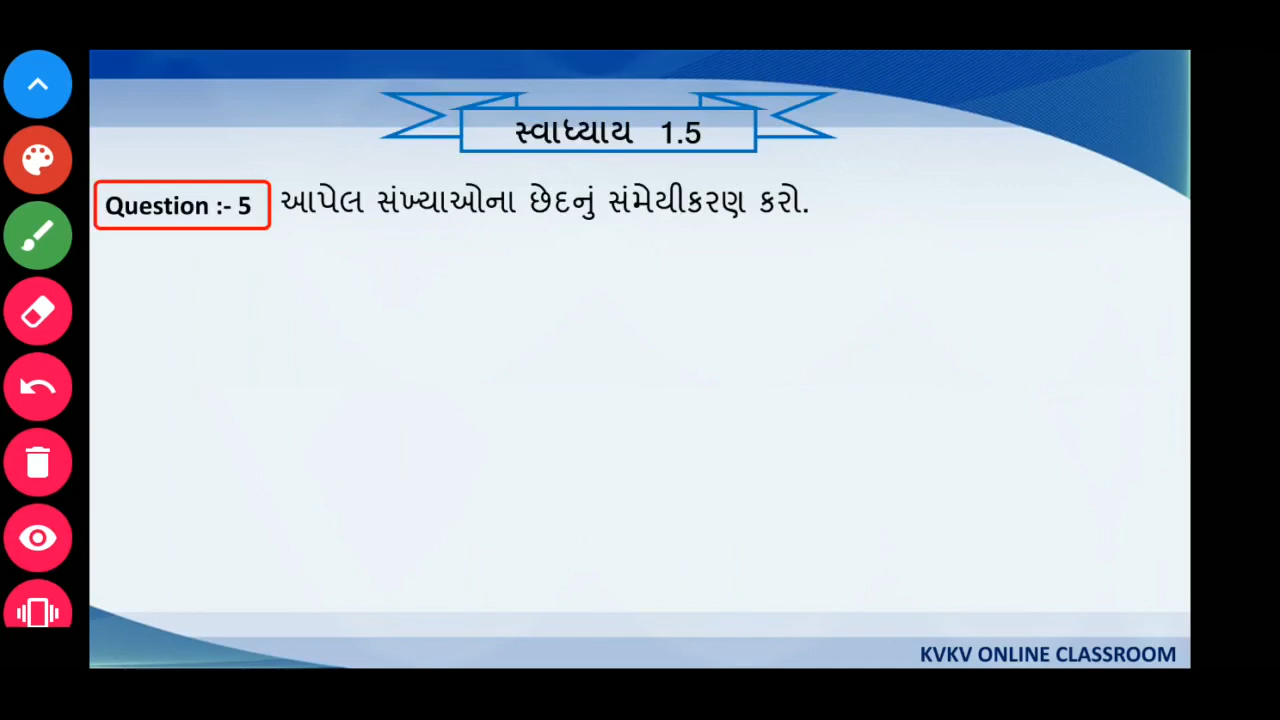 સ્વાધ્યાય 1.5
Question :- 5 આપેલ સંખ્યાઓના છેદનું સંમેયીકરણ કરો.
KVKV ONLINE CLASSROOM